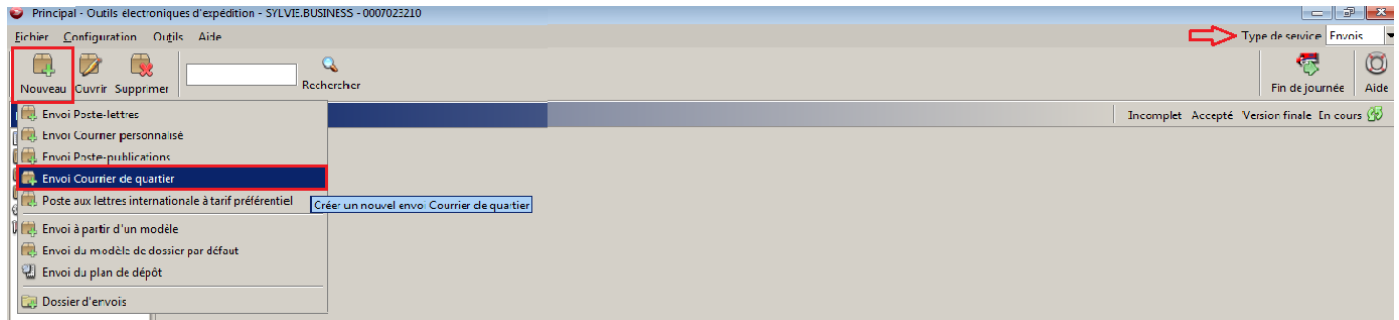 Principal - Outils électroniques d'expédition - SYLVIE.BUSINESS - 0007023210
Fichier Configuration Outils Aide
Type de service Envois
Nouveau Ouvrir Supprimer
Rechercher
Fin de journée Aide
Incomplet Accepté Version finale En cours
Envoi Poste-lettres
Envoi Courrier personnalisé
Envoi Poste-publications
Envoi Courrier de quartier
Poste aux lettres internationale à tarif préférentiel
Créer un nouvel envoi Courrier de quartier
Envoi à partir d'un modèle
Envoi du modèle de dossier par défaut
Envoi du plan de dépôt
Dossier d'envois